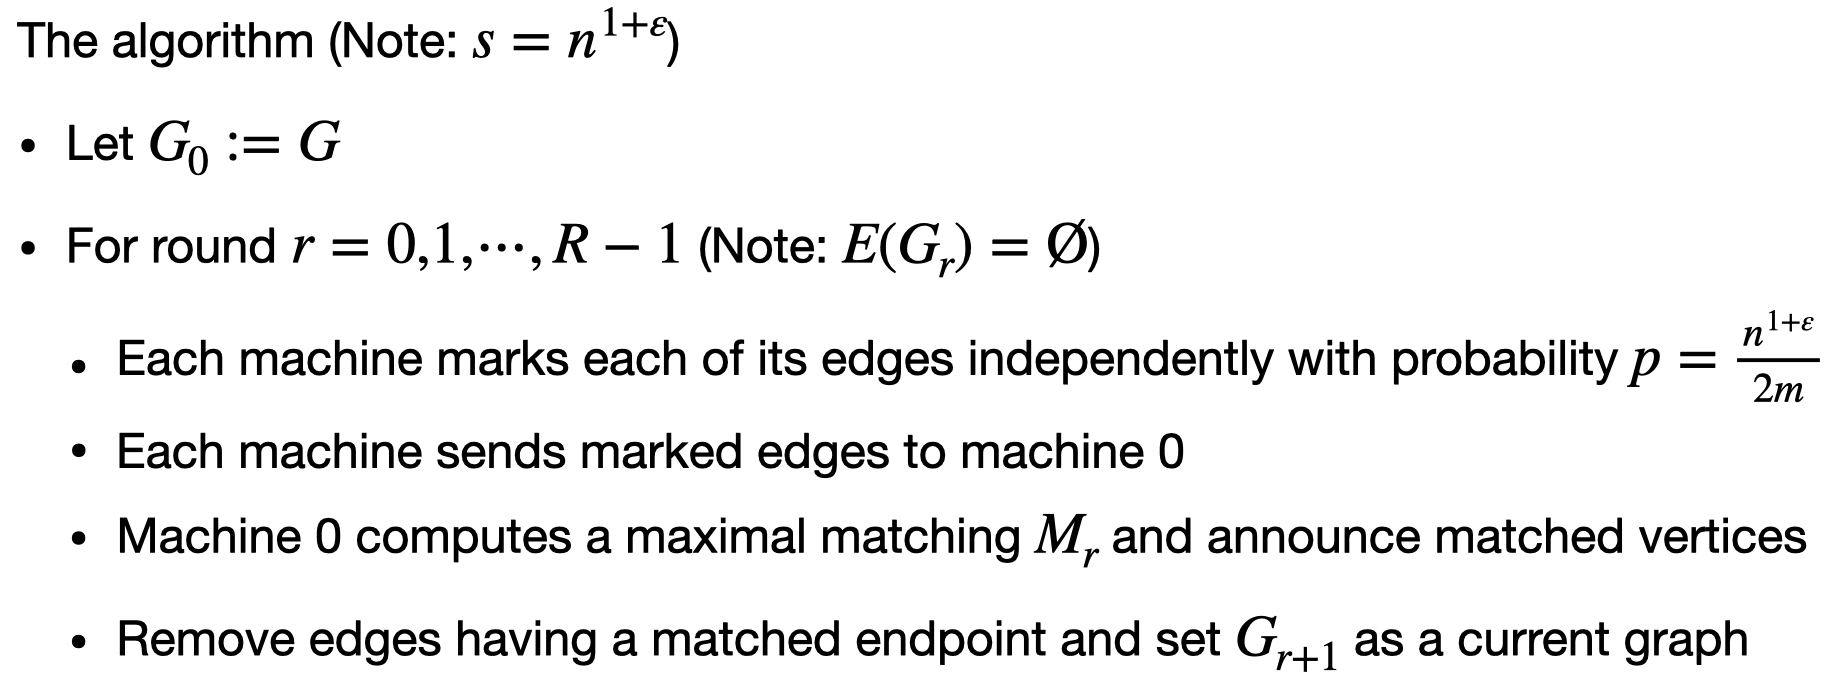 The algorithm (Note: $s = n^{1+\varepsilon}$)
• Let $G_0 := G$
• For round $r = 0,1,\cdots,R-1$ (Note: $E(G_r) = \emptyset$)
• Each machine marks each of its edges independently with probability $p = \frac{n^{1+\varepsilon}}{2m}$
• Each machine sends marked edges to machine 0
• Machine 0 computes a maximal matching $M_r$ and announce matched vertices
• Remove edges having a matched endpoint and set $G_{r+1}$ as a current graph